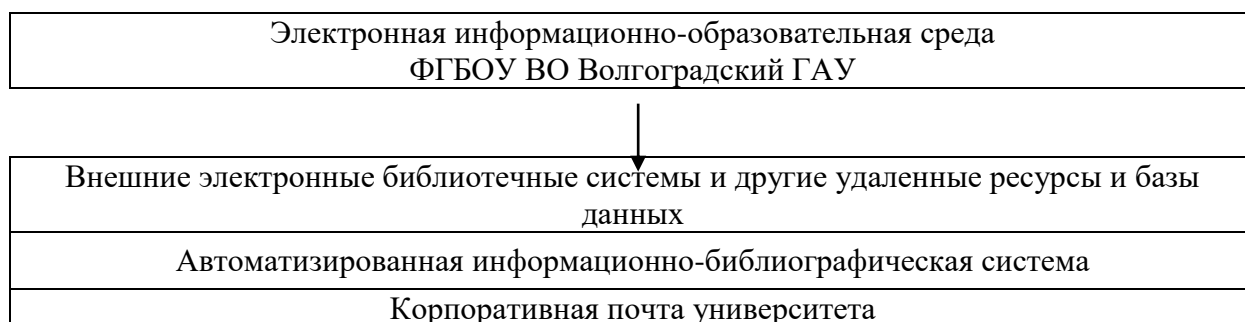 Электронная информационно-образовательная среда
ФГБОУ ВО Волгоградский ГАУ
Внешние электронные библиотечные системы и другие удаленные ресурсы и базы
данных
Автоматизированная информационно-библиографическая система
Корпоративная почта университета